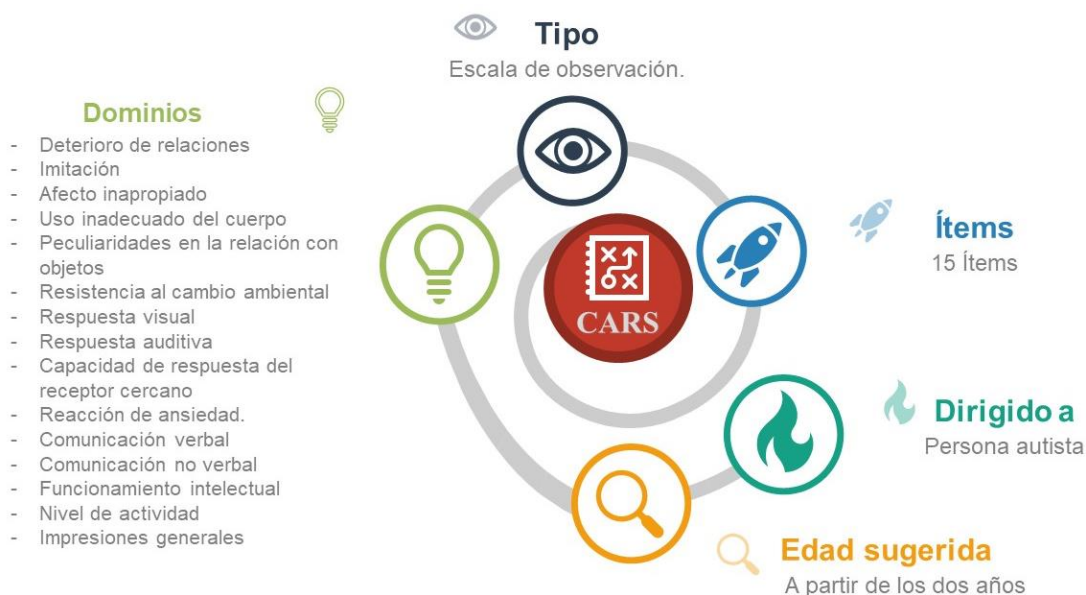 Tipo
Escala de observación.
Dominios
- Deterioro de relaciones
- Imitación
- Afecto inapropiado
- Uso inadecuado del cuerpo
- Peculiaridades en la relación con
objetos
- Resistencia al cambio ambiental
- Respuesta visual
- Respuesta auditiva
- Capacidad de respuesta del
receptor cercano
- Reacción de ansiedad.
- Comunicación verbal
- Comunicación no verbal
- Funcionamiento intelectual
- Nivel de actividad
- Impresiones generales
CARS
Ítems
15 Ítems
Dirigido a
Persona autista
Edad sugerida
A partir de los dos años